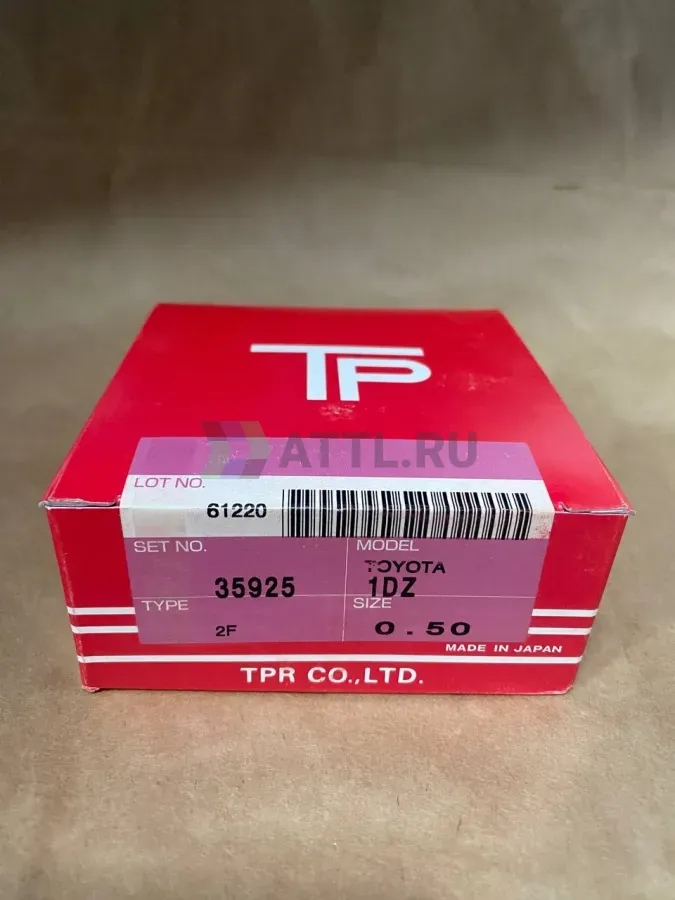 TP
ATTL.RU
LOT NO.
61220
SET NO.
MODEL
TOYOTA
35925
1DZ
TYPE
SIZE
2F
0.50
MADE IN JAPAN
TPR CO.,LTD.